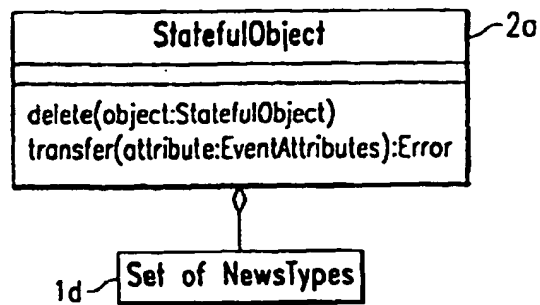 StatefulObject
2a
delete(object:StatefulObject)
transfer(attribute:EventAttributes):Error
1d
Set of NewsTypes